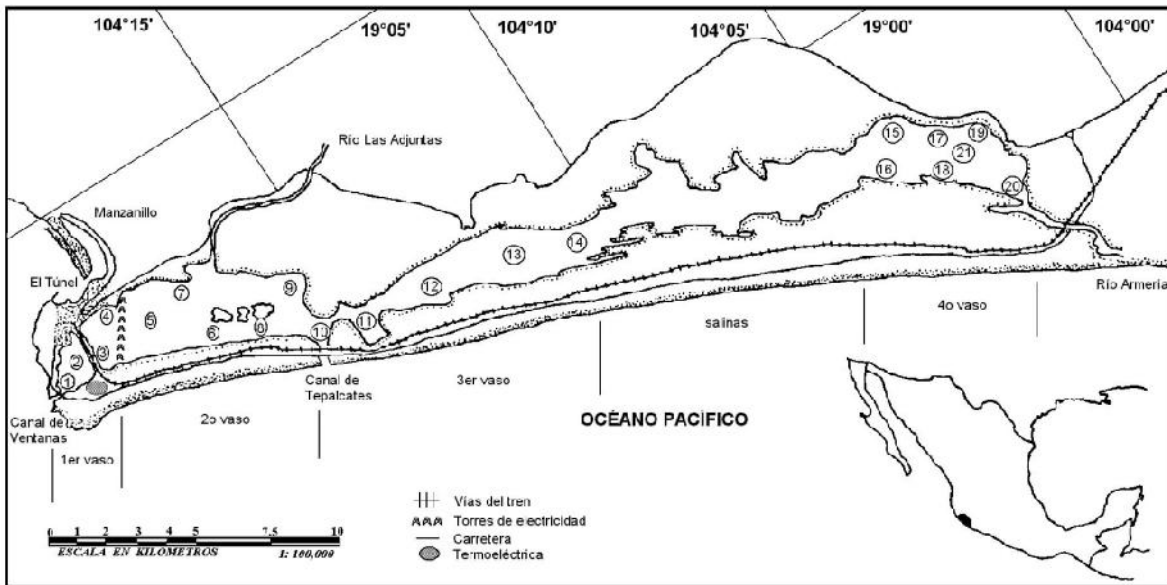 104°15'
19°05'
104°10'
104°05'
19°00'
104°00'
Río Las Adjuntas
Manzanillo
El Túnel
15
17
19
21
16
18
20
14
13
12
9
7
4
5
11
6
8
10
2
3
1
Río Armería
4o vaso
salinas
3er vaso
Canal de
Tepalcates
OCÉANO PACÍFICO
Canal de
Ventanas
2o vaso
1er vaso
Vías del tren
Torres de electricidad
Carretera
Termoeléctrica
0 1 2 3 4 5 7.5 10
ESCALA EN KILOMETROS 1: 100,000